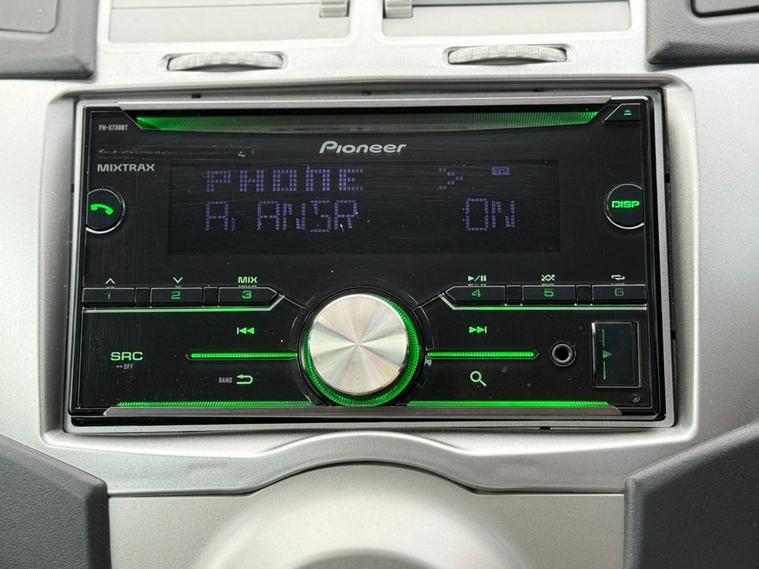 FH-X730BT
Pioneer
MIXTRAX
PHONE >
A. ANSR ON
DISP
MIX
1 2 3
4 5 6
SRC
OFF
BAND